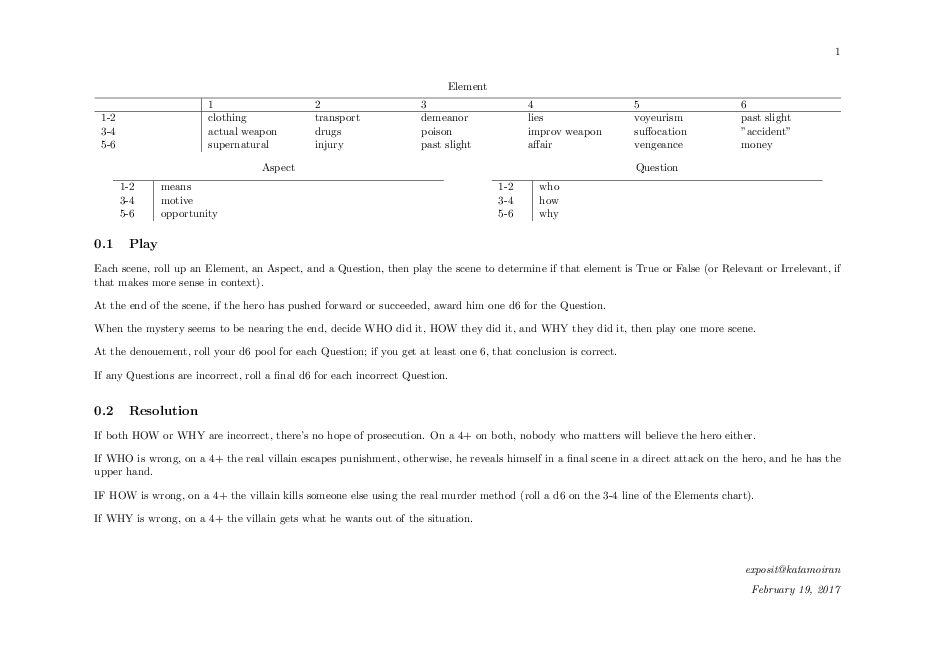 1
Element
1 2 3 4 5 6
1-2 clothing transport demeanor lies voyeurism past slight
3-4 actual weapon drugs poison improv weapon suffocation "accident"
5-6 supernatural injury past slight affair vengeance money
Aspect
1-2 means
3-4 motive
5-6 opportunity
Question
1-2 who
3-4 how
5-6 why
0.1 Play
Each scene, roll up an Element, an Aspect, and a Question, then play the scene to determine if that element is True or False (or Relevant or Irrelevant, if
that makes more sense in context).
At the end of the scene, if the hero has pushed forward or succeeded, award him one d6 for the Question.
When the mystery seems to be nearing the end, decide WHO did it, HOW they did it, and WHY they did it, then play one more scene.
At the denouement, roll your d6 pool for each Question; if you get at least one 6, that conclusion is correct.
If any Questions are incorrect, roll a final d6 for each incorrect Question.
0.2 Resolution
If both HOW or WHY are incorrect, there's no hope of prosecution. On a 4+ on both, nobody who matters will believe the hero either.
If WHO is wrong, on a 4+ the real villain escapes punishment, otherwise, he reveals himself in a final scene in a direct attack on the hero, and he has the
upper hand.
IF HOW is wrong, on a 4+ the villain kills someone else using the real murder method (roll a d6 on the 3-4 line of the Elements chart).
If WHY is wrong, on a 4+ the villain gets what he wants out of the situation.
exposit@katamoiran
February 19, 2017